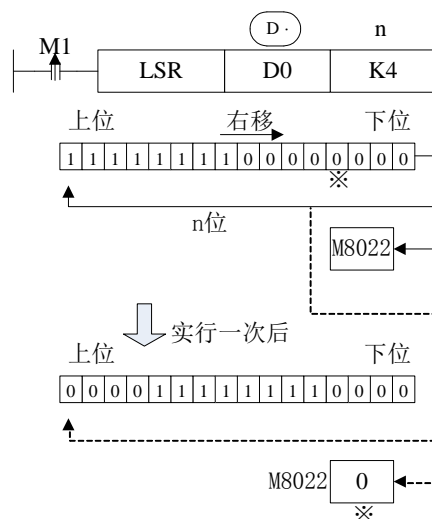 D· n
M1
LSR D0 K4
上位 右移 下位
1 1 1 1 1 1 1 1 0 0 0 0 0 0 0 0
※
n位
M8022
实行一次后
上位 下位
0 0 0 0 1 1 1 1 1 1 1 1 0 0 0 0
M8022 0
※